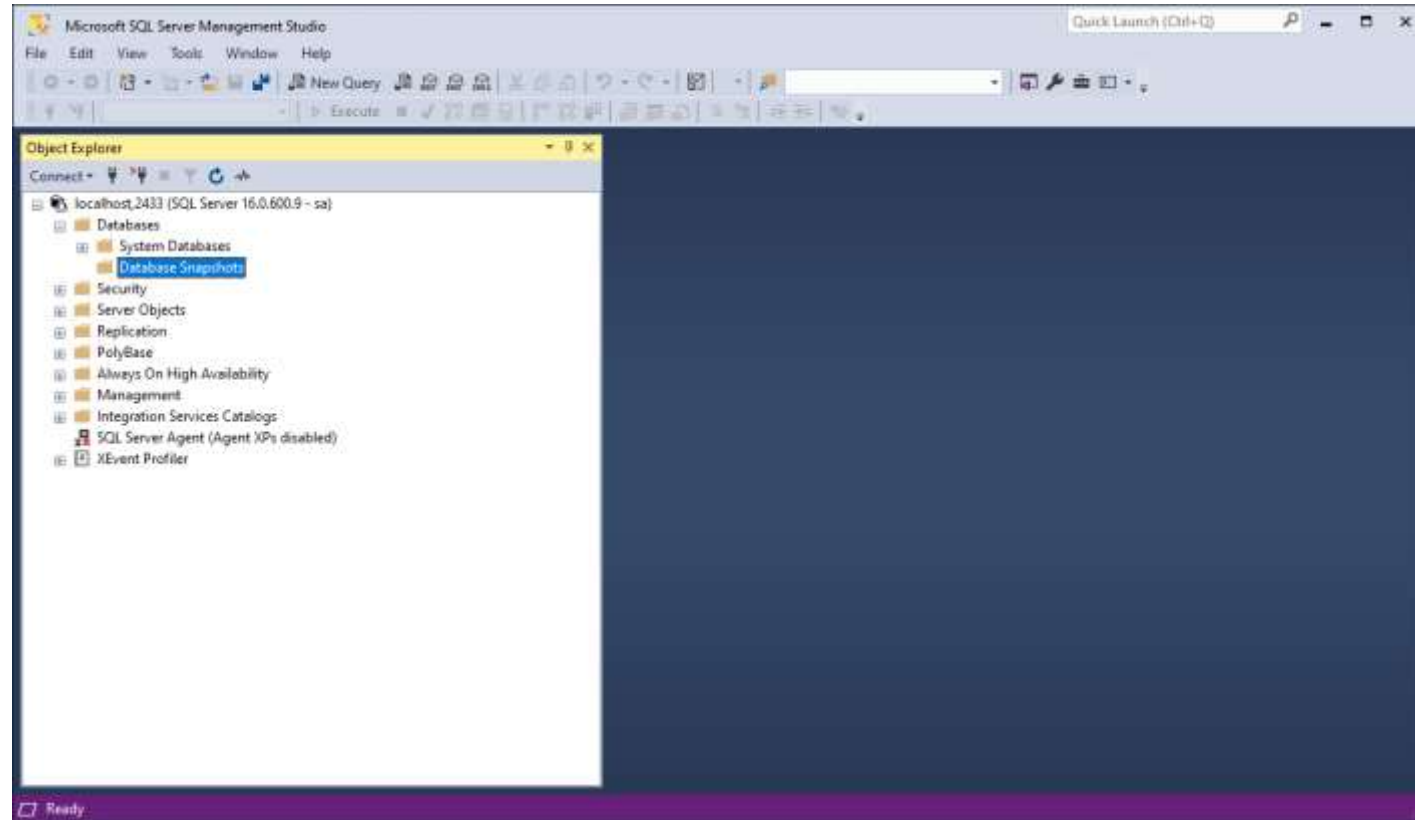 Microsoft SQL Server Management Studio
Quick Launch (Ctrl+Q)
File Edit View Tools Window Help
New Query
Execute
Object Explorer
Connect
localhost,2433 (SQL Server 16.0.600.9 - sa)
Databases
System Databases
Database Snapshots
Security
Server Objects
Replication
PolyBase
Always On High Availability
Management
Integration Services Catalogs
SQL Server Agent (Agent XPs disabled)
XEvent Profiler
Ready